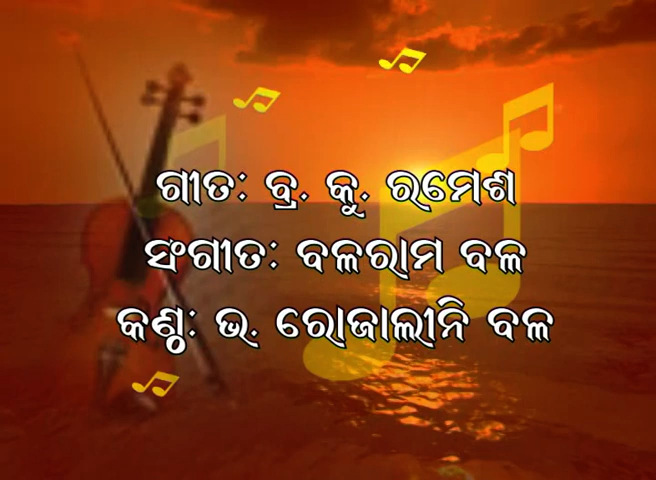 ଗୀତ: ବ୍ର. କୁ. ରମେଶ
ସଂଗୀତ: ବଳରାମ ବଳ
କଣ୍ଠ: ଭ. ରୋଜାଲୀନି ବଳ